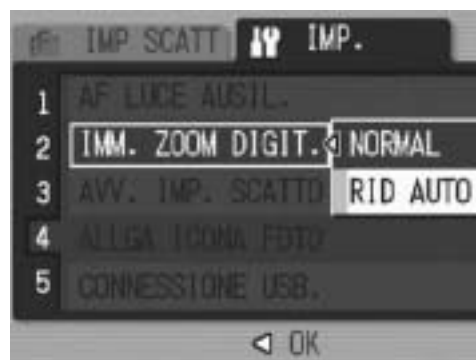 IMP SCATT IMP.
1 AF LUCE AUSIL.
2 IMM. ZOOM DIGIT. NORMAL
3 AVV. IMP. SCATTO RID AUTO
4 ALLGA ICONA FOTO
5 CONNESSIONE USB.
OK